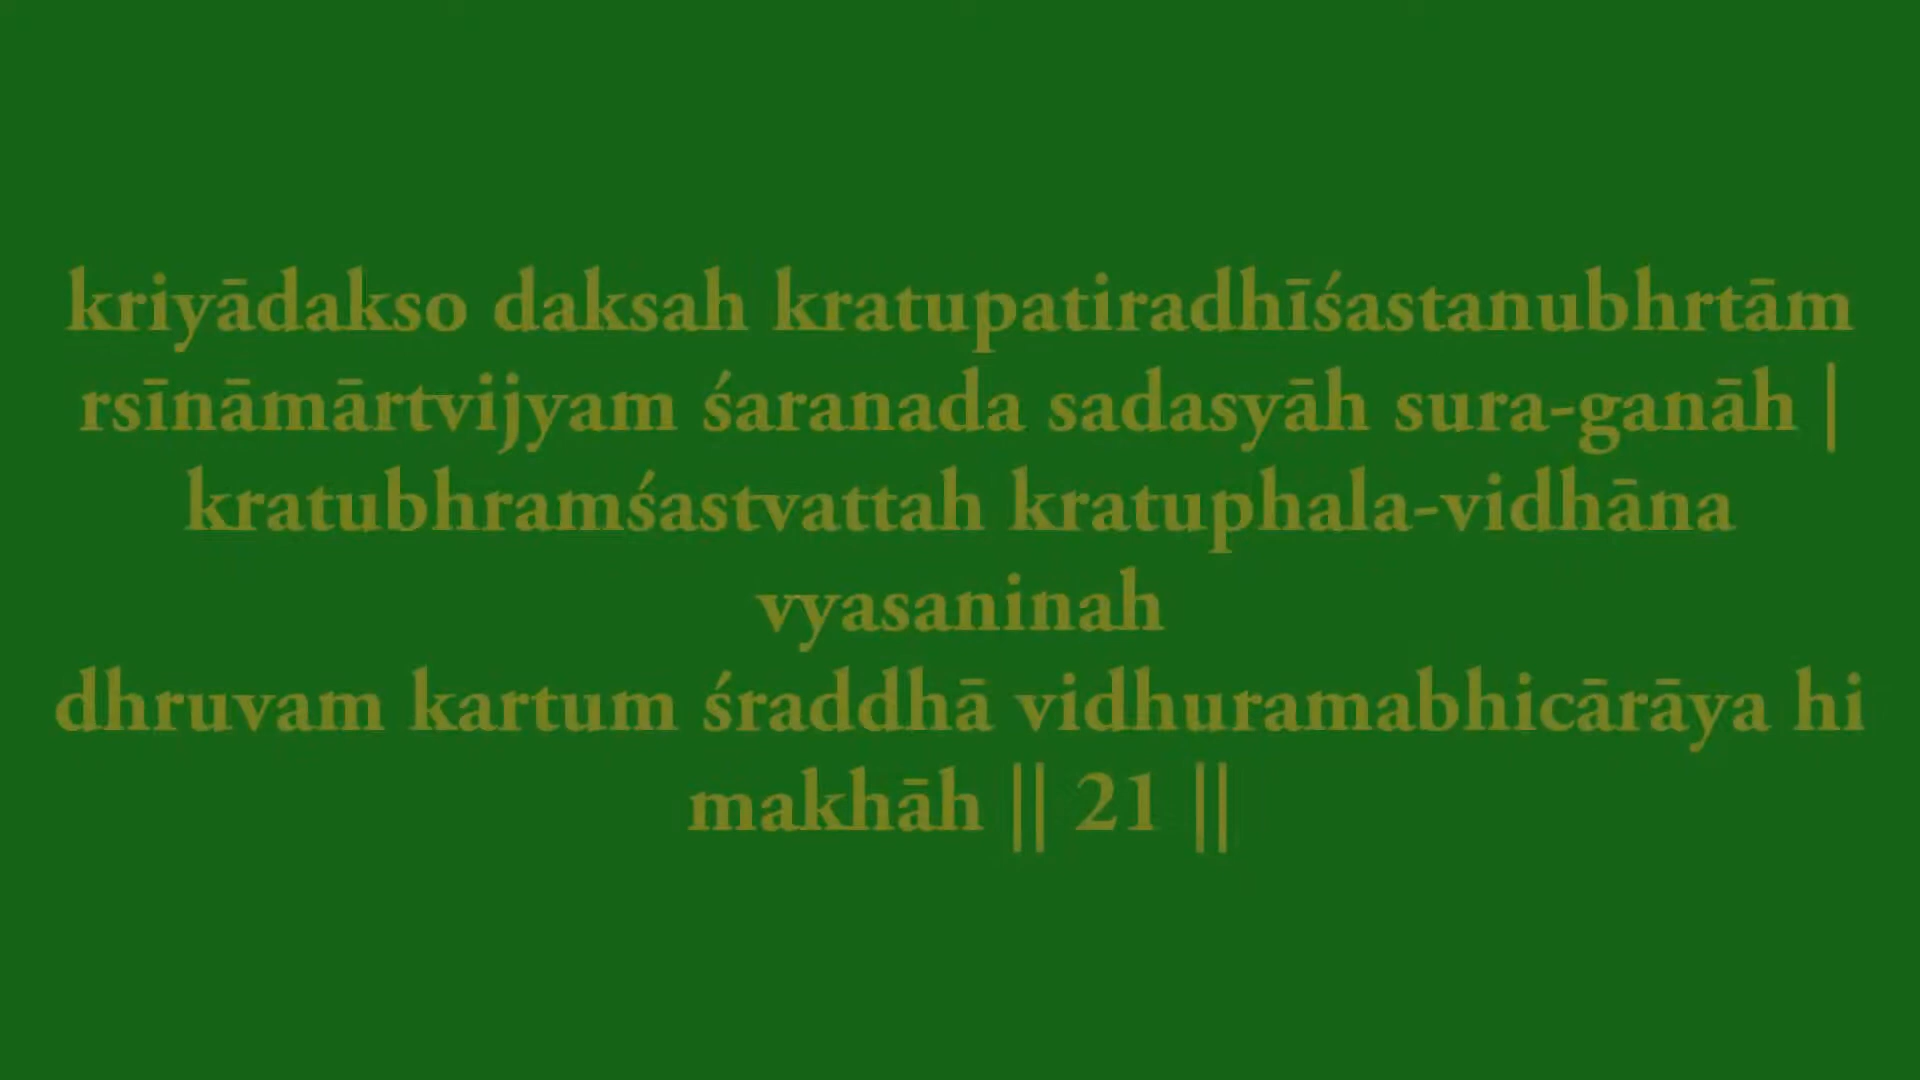 kriyādakso daksah kratupatiradhīśastanubhrtām
rsīnāmārtvijyam śaranada sadasyāh sura-ganāh |
kratubhramśastvattah kratuphala-vidhāna
vyasaninah
dhruvam kartum śraddhā vidhuramabhicārāya hi
makhāh || 21 ||